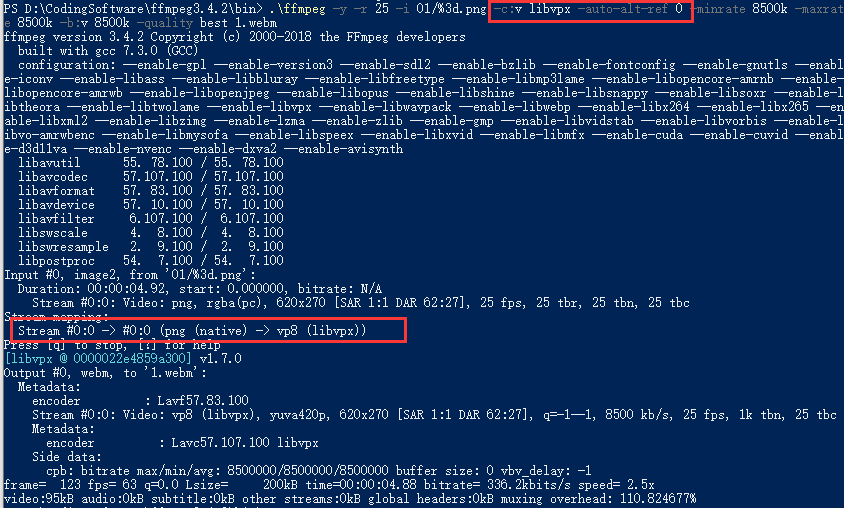 PS D:\CodingSoftware\ffmpeg3.4.2\bin> .\ffmpeg -y -r 25 -i 01/%3d.png -c:v libvpx -auto-alt-ref 0 -minrate 8500k -maxrat
e 8500k -b:v 8500k -quality best 1.webm
ffmpeg version 3.4.2 Copyright (c) 2000-2018 the FFmpeg developers
built with gcc 7.3.0 (GCC)
configuration: --enable-gpl --enable-version3 --enable-sdl2 --enable-bzlib --enable-fontconfig --enable-gnutls --enabl
e-iconv --enable-libass --enable-libbluray --enable-libfreetype --enable-libmp3lame --enable-libopencore-amrnb --enable-
libopencore-amrwb --enable-libopenjpeg --enable-libopus --enable-libshine --enable-libsnappy --enable-libsoxr --enable-l
ibtheora --enable-libtwolame --enable-libvpx --enable-libwavpack --enable-libwebp --enable-libx264 --enable-libx265 --en
able-libxml2 --enable-libzimg --enable-lzma --enable-zlib --enable-gmp --enable-libvidstab --enable-libvorbis --enable-l
ibvo-amrwbenc --enable-libmysofa --enable-libspeex --enable-libxvid --enable-libmfx --enable-cuda --enable-cuvid --enabl
e-d3d11va --enable-nvenc --enable-dxva2 --enable-avisynth
libavutil 55. 78.100 / 55. 78.100
libavcodec 57.107.100 / 57.107.100
libavformat 57. 83.100 / 57. 83.100
libavdevice 57. 10.100 / 57. 10.100
libavfilter 6.107.100 / 6.107.100
libswscale 4. 8.100 / 4. 8.100
libswresample 2. 9.100 / 2. 9.100
libpostproc 54. 7.100 / 54. 7.100
Input #0, image2, from '01/%3d.png':
Duration: 00:00:04.92, start: 0.000000, bitrate: N/A
Stream #0:0: Video: png, rgba(pc), 620x270 [SAR 1:1 DAR 62:27], 25 fps, 25 tbr, 25 tbn, 25 tbc
Stream mapping:
Stream #0:0 -> #0:0 (png (native) -> vp8 (libvpx))
Press [q] to stop, [?] for help
[libvpx @ 0000022e4859a300] v1.7.0
Output #0, webm, to '1.webm':
Metadata:
encoder : Lavf57.83.100
Stream #0:0: Video: vp8 (libvpx), yuva420p, 620x270 [SAR 1:1 DAR 62:27], q=-1--1, 8500 kb/s, 25 fps, 1k tbn, 25 tbc
Metadata:
encoder : Lavc57.107.100 libvpx
Side data:
cpb: bitrate max/min/avg: 8500000/8500000/8500000 buffer size: 0 vbv_delay: -1
frame= 123 fps= 63 q=0.0 Lsize= 200kB time=00:00:04.88 bitrate= 336.2kbits/s speed= 2.5x
video:95kB audio:0kB subtitle:0kB other streams:0kB global headers:0kB muxing overhead: 110.824677%